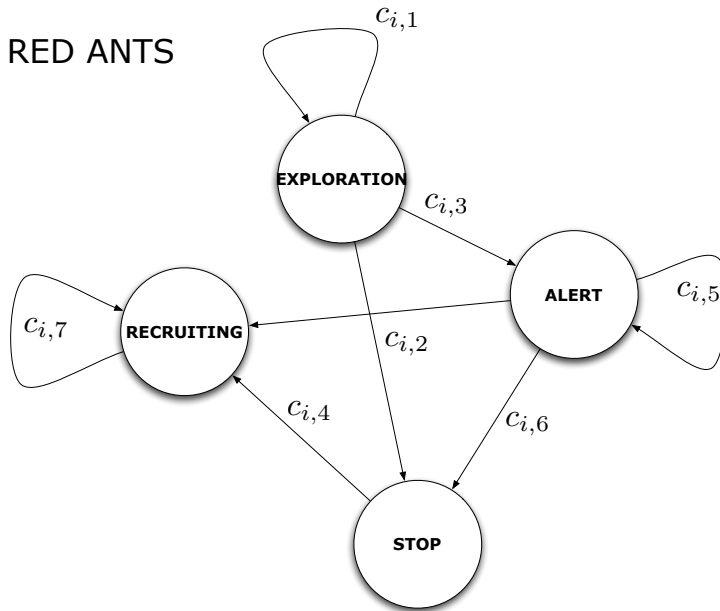 c_{i,1}
RED ANTS
EXPLORATION
c_{i,3}
ALERT
c_{i,5}
c_{i,7}
RECRUITING
c_{i,2}
c_{i,4}
c_{i,6}
STOP